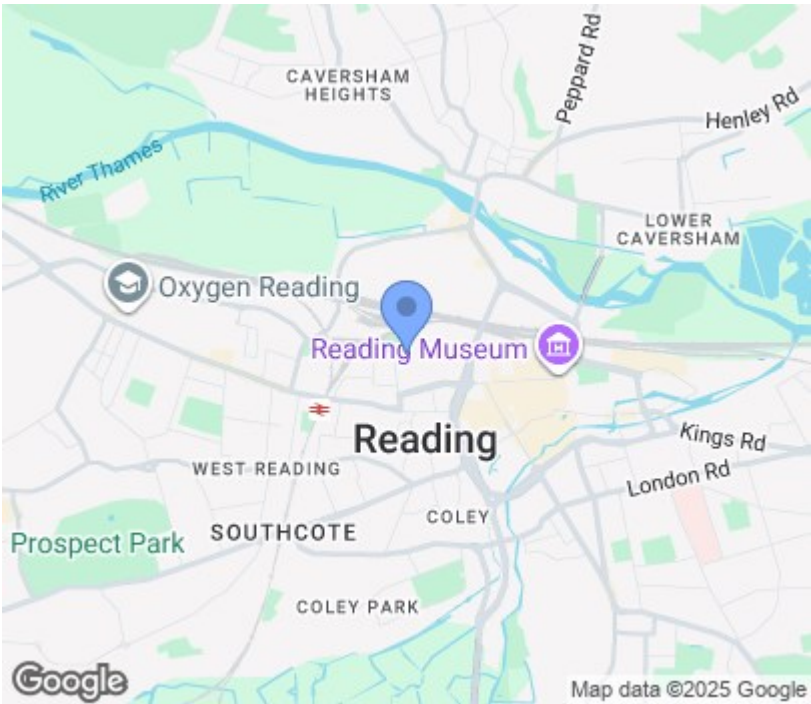 CAVERSHAM
HEIGHTS
Peppard Rd
Henley Rd
River Thames
LOWER
CAVERSHAM
Oxygen Reading
Reading Museum
Reading
Kings Rd
WEST READING
London Rd
COLEY
SOUTHCOTE
Prospect Park
COLEY PARK
Google
Map data ©2025 Google